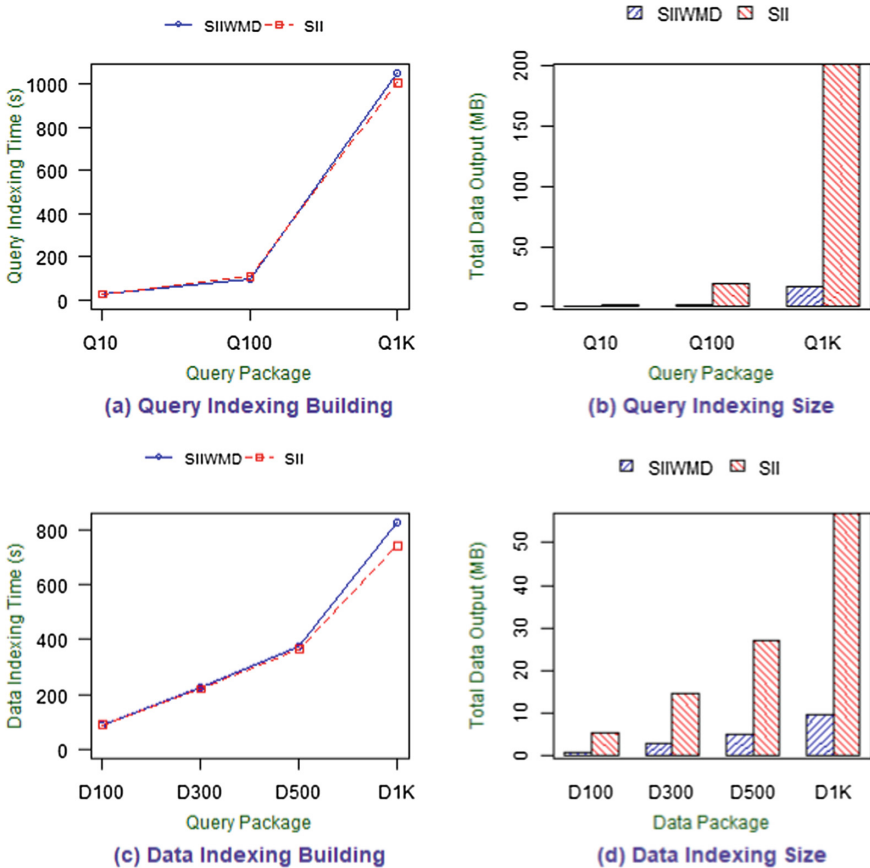 SIIWMD SII
Query Indexing Time (s)
1000
800
600
400
200
0
Q10 Q100 Q1K
Query Package
(a) Query Indexing Building
SIIWMD SII
Total Data Output (MB)
200
150
100
50
0
Q10 Q100 Q1K
Query Package
(b) Query Indexing Size
SIIWMD SII
Data Indexing Time (s)
800
600
400
200
0
D100 D300 D500 D1K
Query Package
(c) Data Indexing Building
SIIWMD SII
Total Data Output (MB)
50
40
30
20
10
0
D100 D300 D500 D1K
Data Package
(d) Data Indexing Size